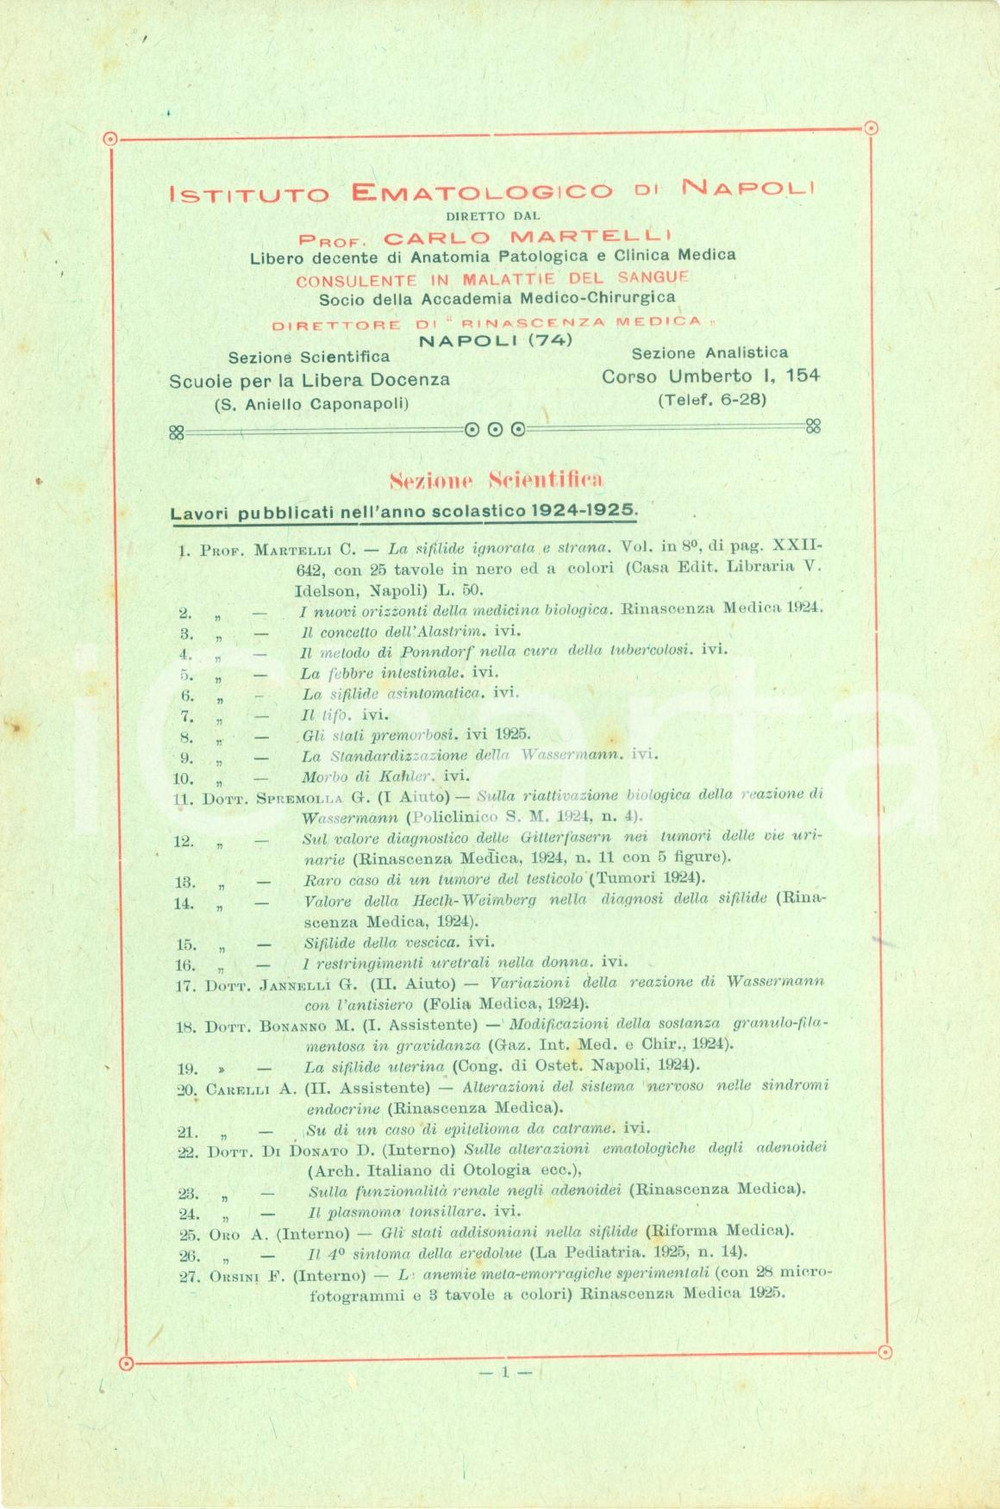 ISTITUTO EMATOLOGICO DI NAPOLI
DIRETTO DAL
PROF. CARLO MARTELLI
Libero decente di Anatomia Patologica e Clinica Medica
CONSULENTE IN MALATTIE DEL SANGUE
Socio della Accademia Medico-Chirurgica
DIRETTORE DI " RINASCENZA MEDICA "
NAPOLI (74)
Sezione Scientifica
Scuole per la Libera Docenza
(S. Aniello Caponapoli)
Sezione Analistica
Corso Umberto I, 154
(Telef. 6-28)
Sezione Scientifica
Lavori pubblicati nell'anno scolastico 1924-1925.
1. PROF. MARTELLI C. — La sifilide ignorata e strana. Vol. in 8º, di pag. XXII-
642, con 25 tavole in nero ed a colori (Casa Edit. Libraria V.
Idelson, Napoli) L. 50.
2. „ — I nuovi orizzonti della medicina biologica. Rinascenza Medica 1924.
3. „ — Il concetto dell'Alastrim. ivi.
4. „ — Il metodo di Ponndorf nella cura della tubercolosi. ivi.
5. „ — La febbre intestinale. ivi.
6. „ — La sifilide asintomatica. ivi.
7. „ — Il tifo. ivi.
8. „ — Gli stati premorbosi. ivi 1925.
9. „ — La Standardizzazione della Wassermann. ivi.
10. „ — Morbo di Kahler. ivi.
11. DOTT. SPREMOLLA G. (I Aiuto) — Sulla riattivazione biologica della reazione di
Wassermann (Policlinico S. M. 1924, n. 4).
12. „ — Sul valore diagnostico delle Gitterfasern nei tumori delle vie uri-
narie (Rinascenza Medica, 1924, n. 11 con 5 figure).
13. „ — Raro caso di un tumore del testicolo (Tumori 1924).
14. „ — Valore della Hecth-Weimberg nella diagnosi della sifilide (Rina-
scenza Medica, 1924).
15. „ — Sifilide della vescica. ivi.
16. „ — I restringimenti uretrali nella donna. ivi.
17. DOTT. JANNELLI G. (II. Aiuto) — Variazioni della reazione di Wassermann
con l'antisiero (Folia Medica, 1924).
18. DOTT. BONANNO M. (I. Assistente) — Modificazioni della sostanza granulo-fila-
mentosa in gravidanza (Gaz. Int. Med. e Chir., 1924).
19. » — La sifilide uterina (Cong. di Ostet. Napoli, 1924).
20. CARELLI A. (II. Assistente) — Alterazioni del sistema nervoso nelle sindromi
endocrine (Rinascenza Medica).
21. „ — Su di un caso di epitelioma da catrame. ivi.
22. DOTT. DI DONATO D. (Interno) Sulle alterazioni ematologiche degli adenoidei
(Arch. Italiano di Otologia ecc.),
23. „ — Sulla funzionalità renale negli adenoidei (Rinascenza Medica).
24. „ — Il plasmoma tonsillare. ivi.
25. ORO A. (Interno) — Gli stati addisoniani nella sifilide (Riforma Medica).
26. „ — Il 4º sintoma della eredolue (La Pediatria. 1925, n. 14).
27. ORSINI F. (Interno) — L anemie meta-emorragiche sperimentali (con 28 micro-
fotogrammi e 3 tavole a colori) Rinascenza Medica 1925.
— 1 —